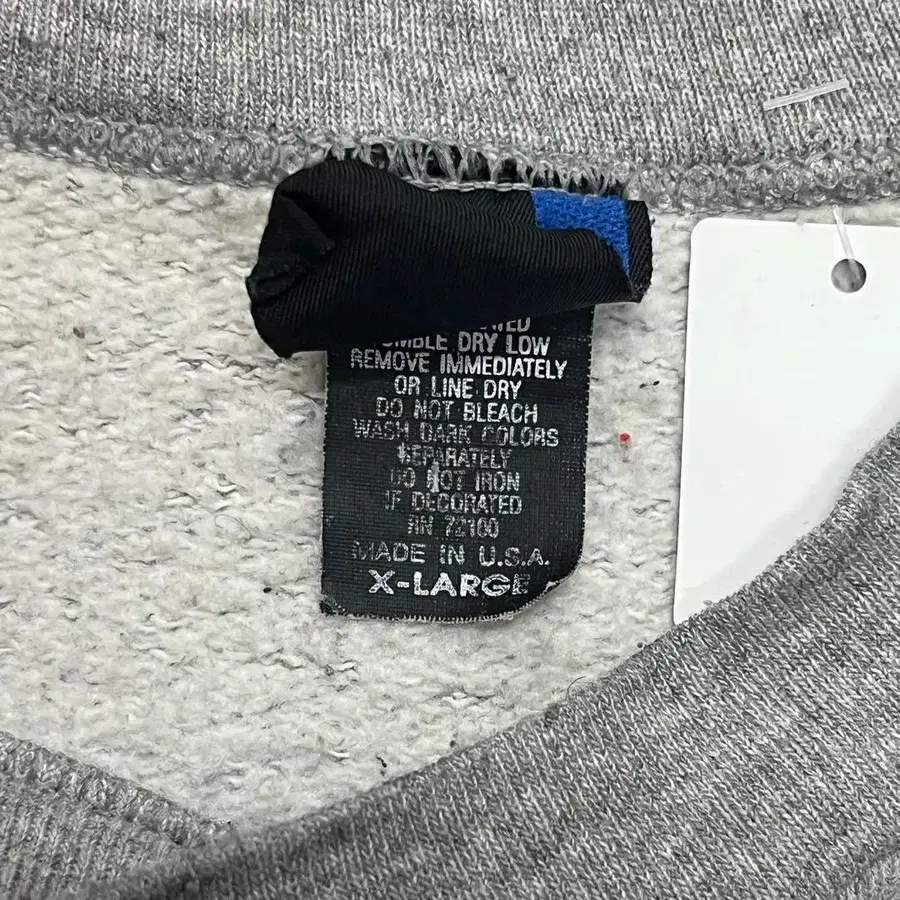 TUMBLE DRY LOW
REMOVE IMMEDIATELY
OR LINE DRY
DO NOT BLEACH
WASH DARK COLORS
SEPARATELY
DO NOT IRON
IF DECORATED
RN 72100
MADE IN U.S.A.
X-LARGE